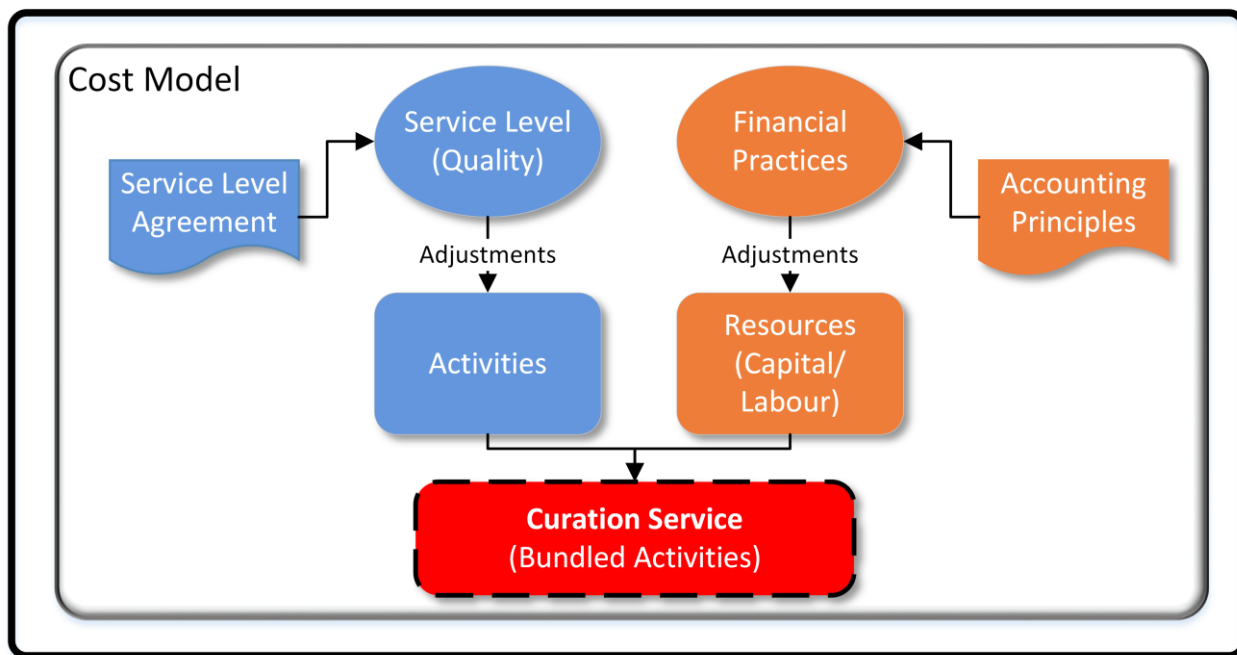 Cost Model
Service Level
(Quality)
Financial
Practices
Service Level
Agreement
Accounting
Principles
Adjustments
Adjustments
Activities
Resources
(Capital/
Labour)
Curation Service
(Bundled Activities)